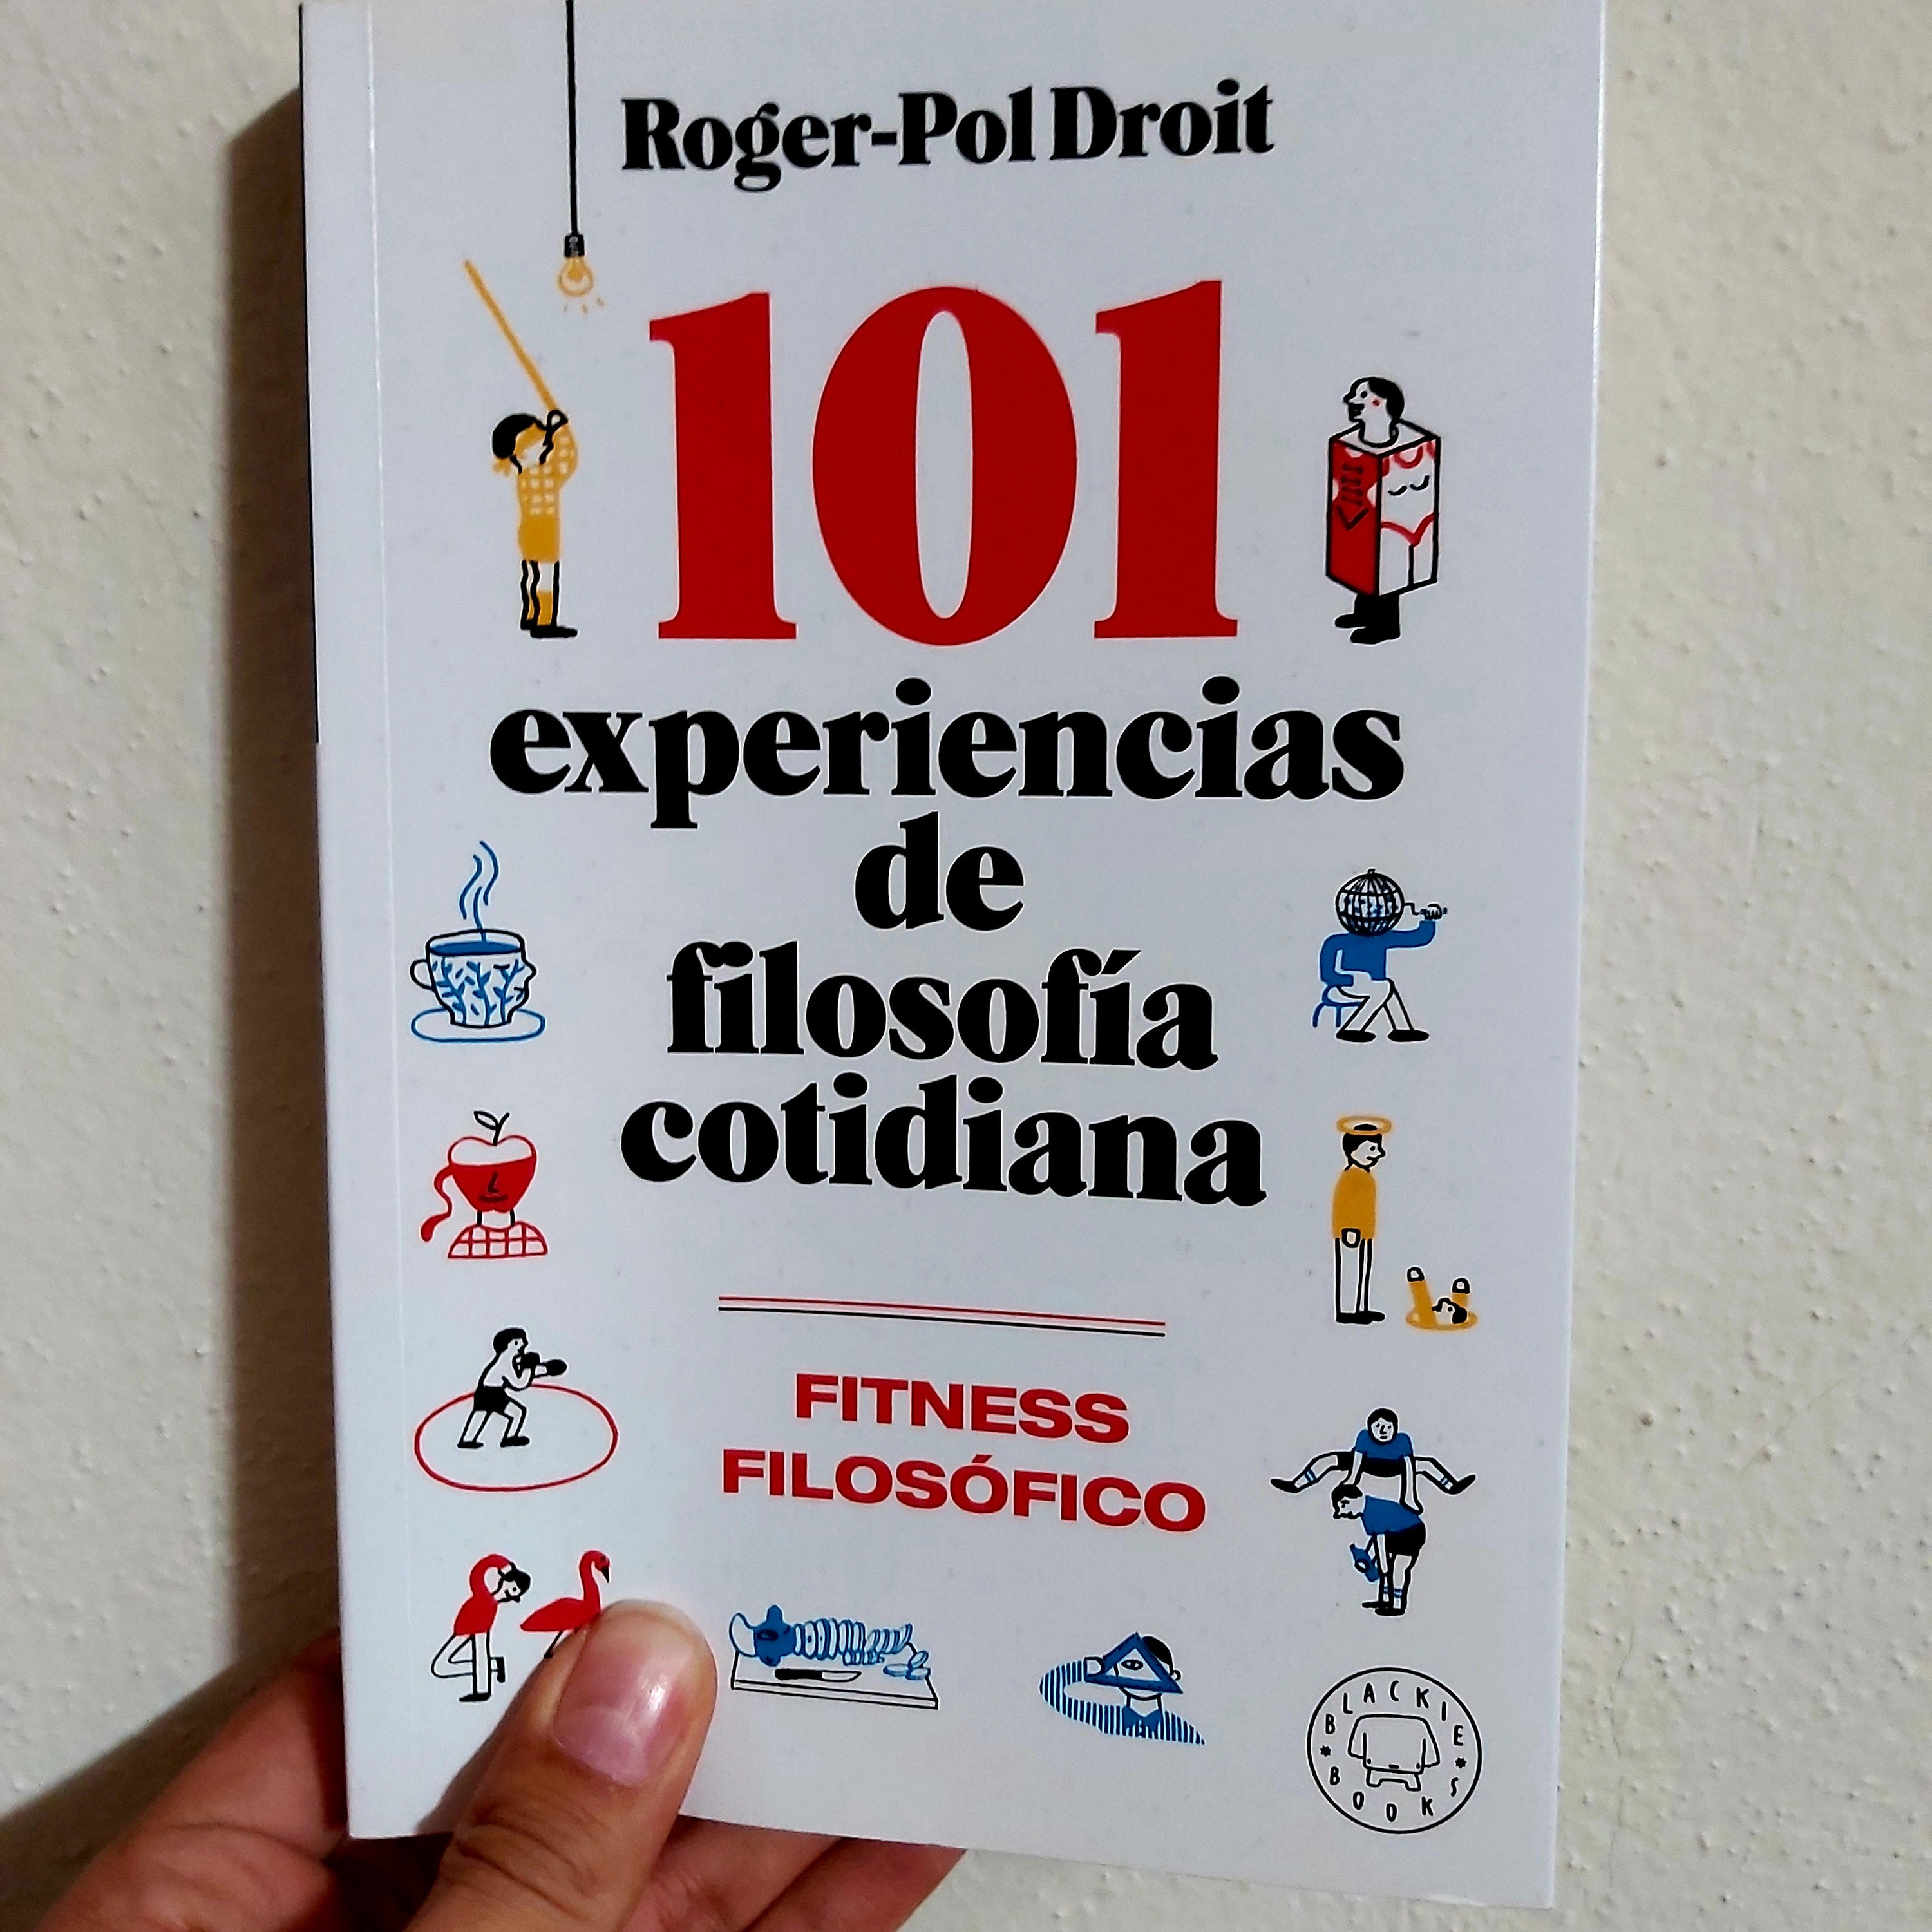 Roger-Pol Droit
101
experiencias
de
filosofía
cotidiana
FITNESS
FILOSÓFICO
BLACKIE
BOOKS